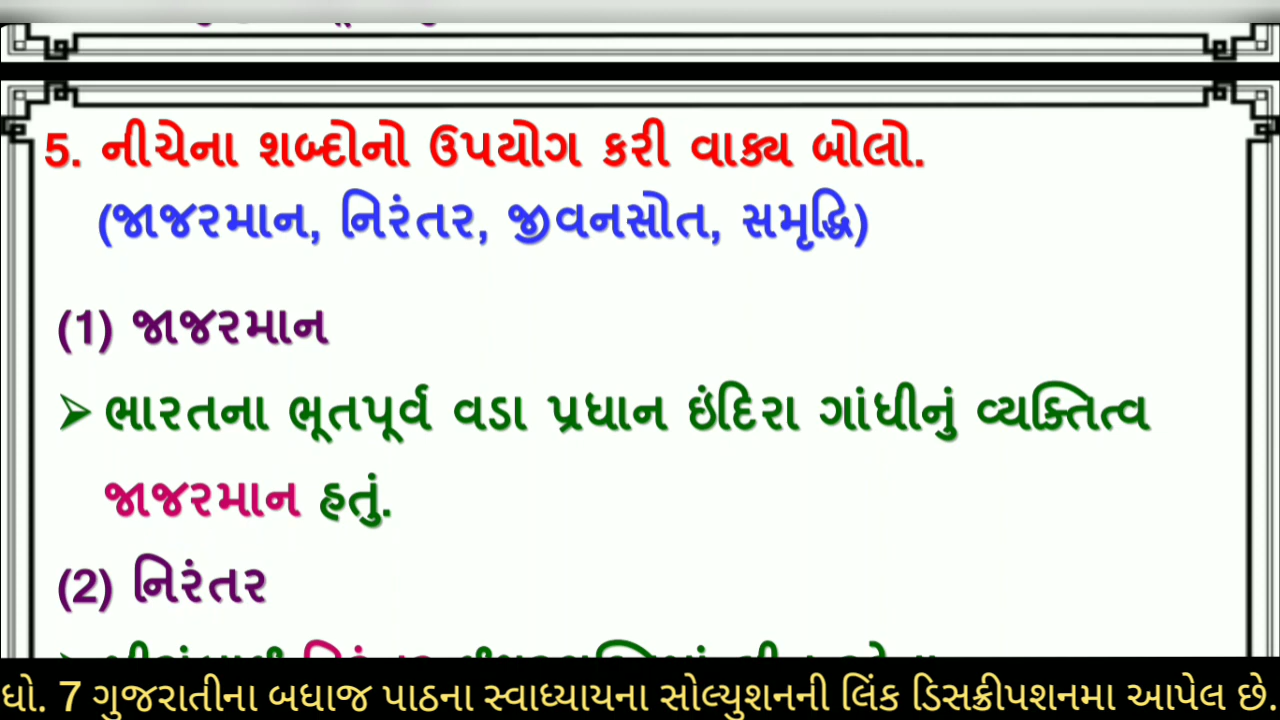 5. નીચેના શબ્દોનો ઉપયોગ કરી વાક્ય બોલો.
(જાજરમાન, નિરંતર, જીવનસોત, સમૃદ્ધિ)
(1) જાજરમાન
➢ ભારતના ભૂતપૂર્વ વડા પ્રધાન ઇંદિરા ગાંધીનું વ્યક્તિત્વ
જાજરમાન હતું.
(2) નિરંતર
ધો. 7 ગુજરાતીના બધાજ પાઠના સ્વાધ્યાયના સોલ્યુશનની લિંક ડિસક્રીપશનમા આપેલ છે.